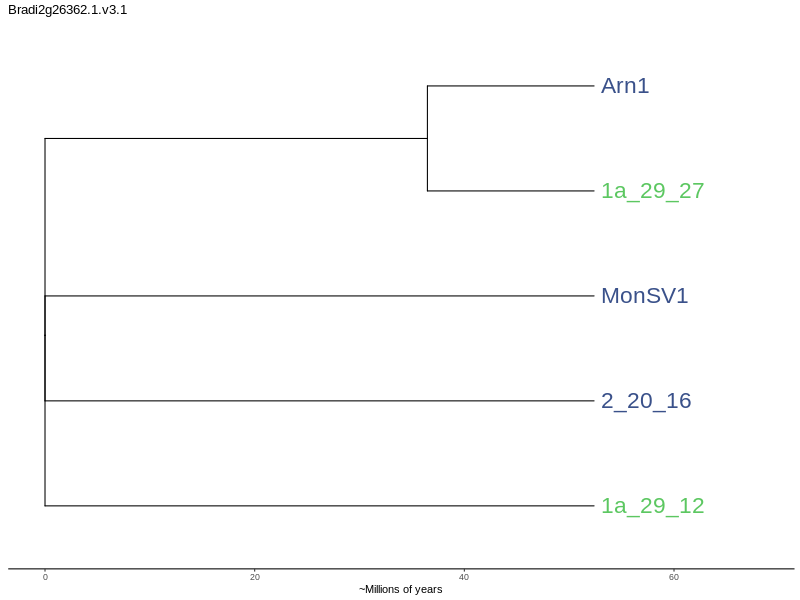 Bradi2g26362.1.v3.1
Arn1
1a_29_27
MonSV1
2_20_16
1a_29_12
0 20 40 60
~Millions of years